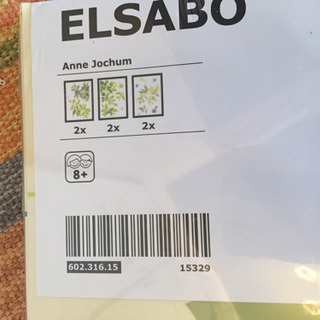 ELSABO
Anne Jochum
2x 2x 2x
8+
602.316.15 15329